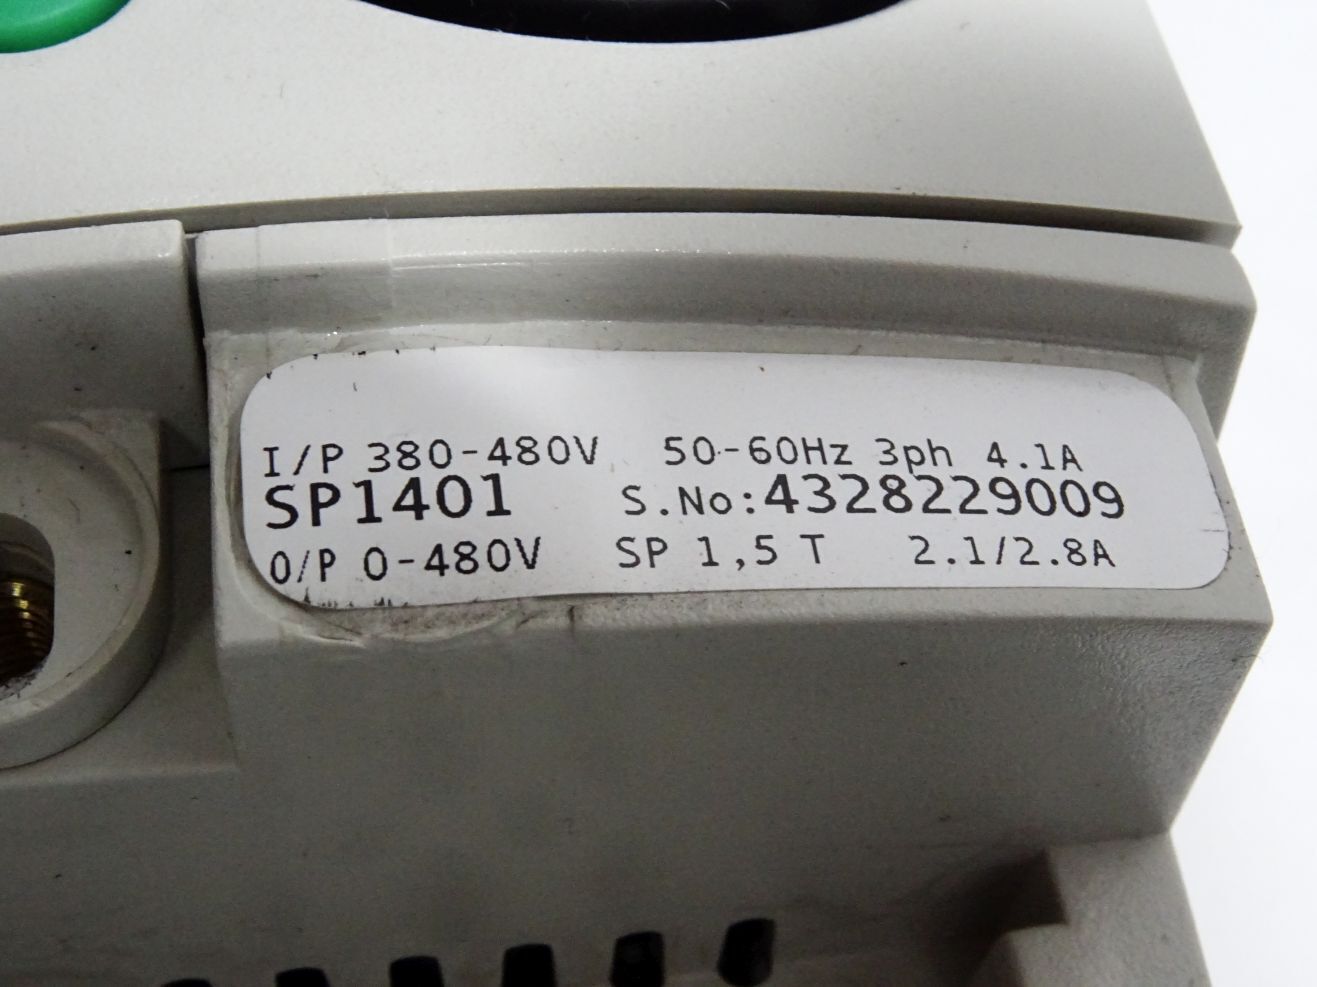 I/P 380-480V 50-60Hz 3ph 4.1A
SP1401 S.No:4328229009
O/P 0-480V SP 1,5 T 2.1/2.8A